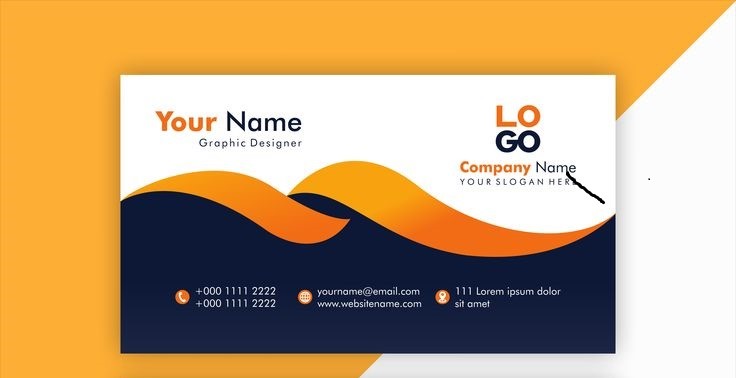 Your Name
Graphic Designer
LO
GO
Company Name
YOUR SLOGAN HERE
+000 1111 2222
+000 1111 2222
yourname@email.com
www.websitename.com
111 Lorem ipsum dolor
sit amet